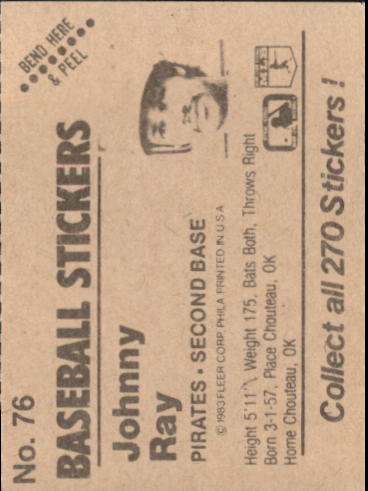 No. 76
BEND HERE
& PEEL
BASEBALL STICKERS
Johnny
Ray
PIRATES • SECOND BASE
© 1983 FLEER CORP. PHILA. PRINTED IN U.S.A.
Height 5'11", Weight 175, Bats Both, Throws Right
Born 3-1-57, Place Chouteau, OK
Home Chouteau, OK
Collect all 270 Stickers!